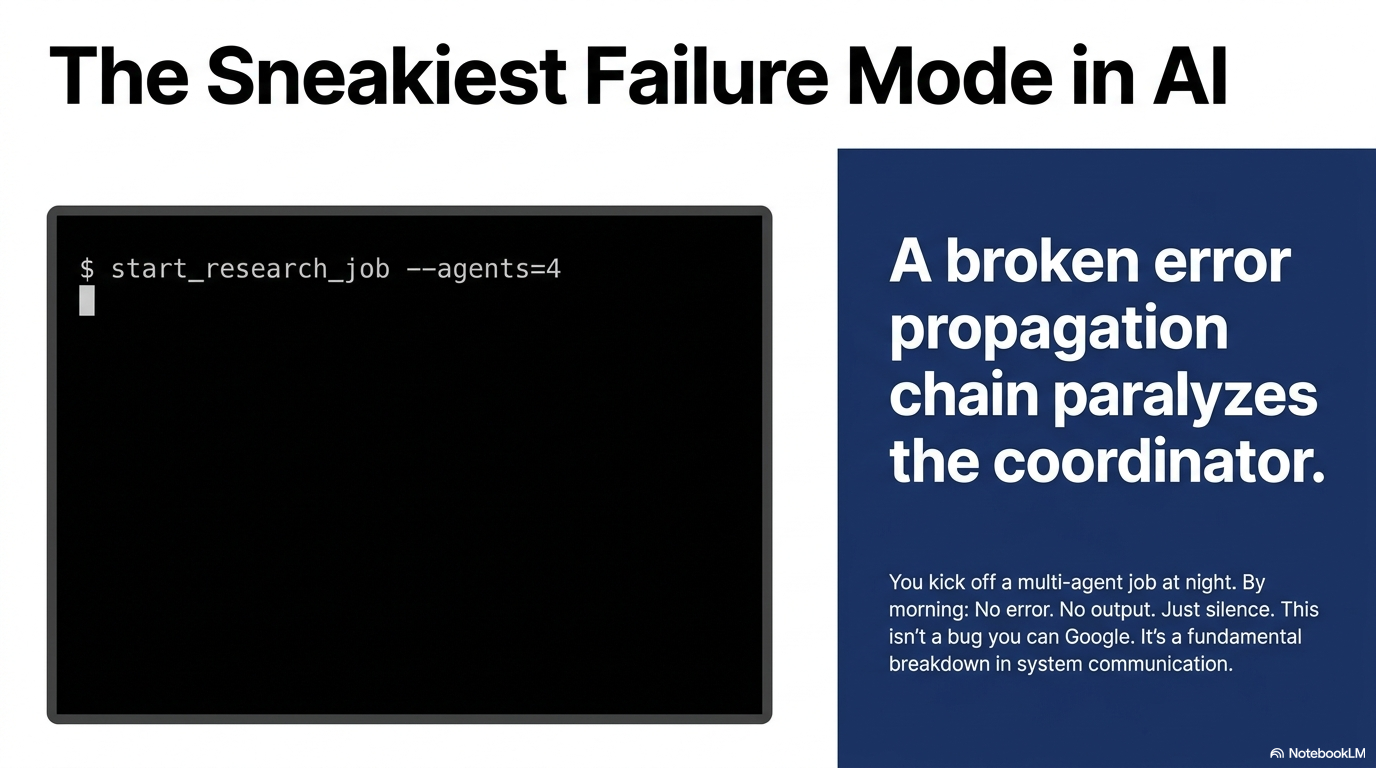 The Sneakiest Failure Mode in AI
$ start_research_job --agents=4
A broken error
propagation
chain paralyzes
the coordinator.
You kick off a multi-agent job at night. By
morning: No error. No output. Just silence. This
isn’t a bug you can Google. It’s a fundamental
breakdown in system communication.
NotebookLM